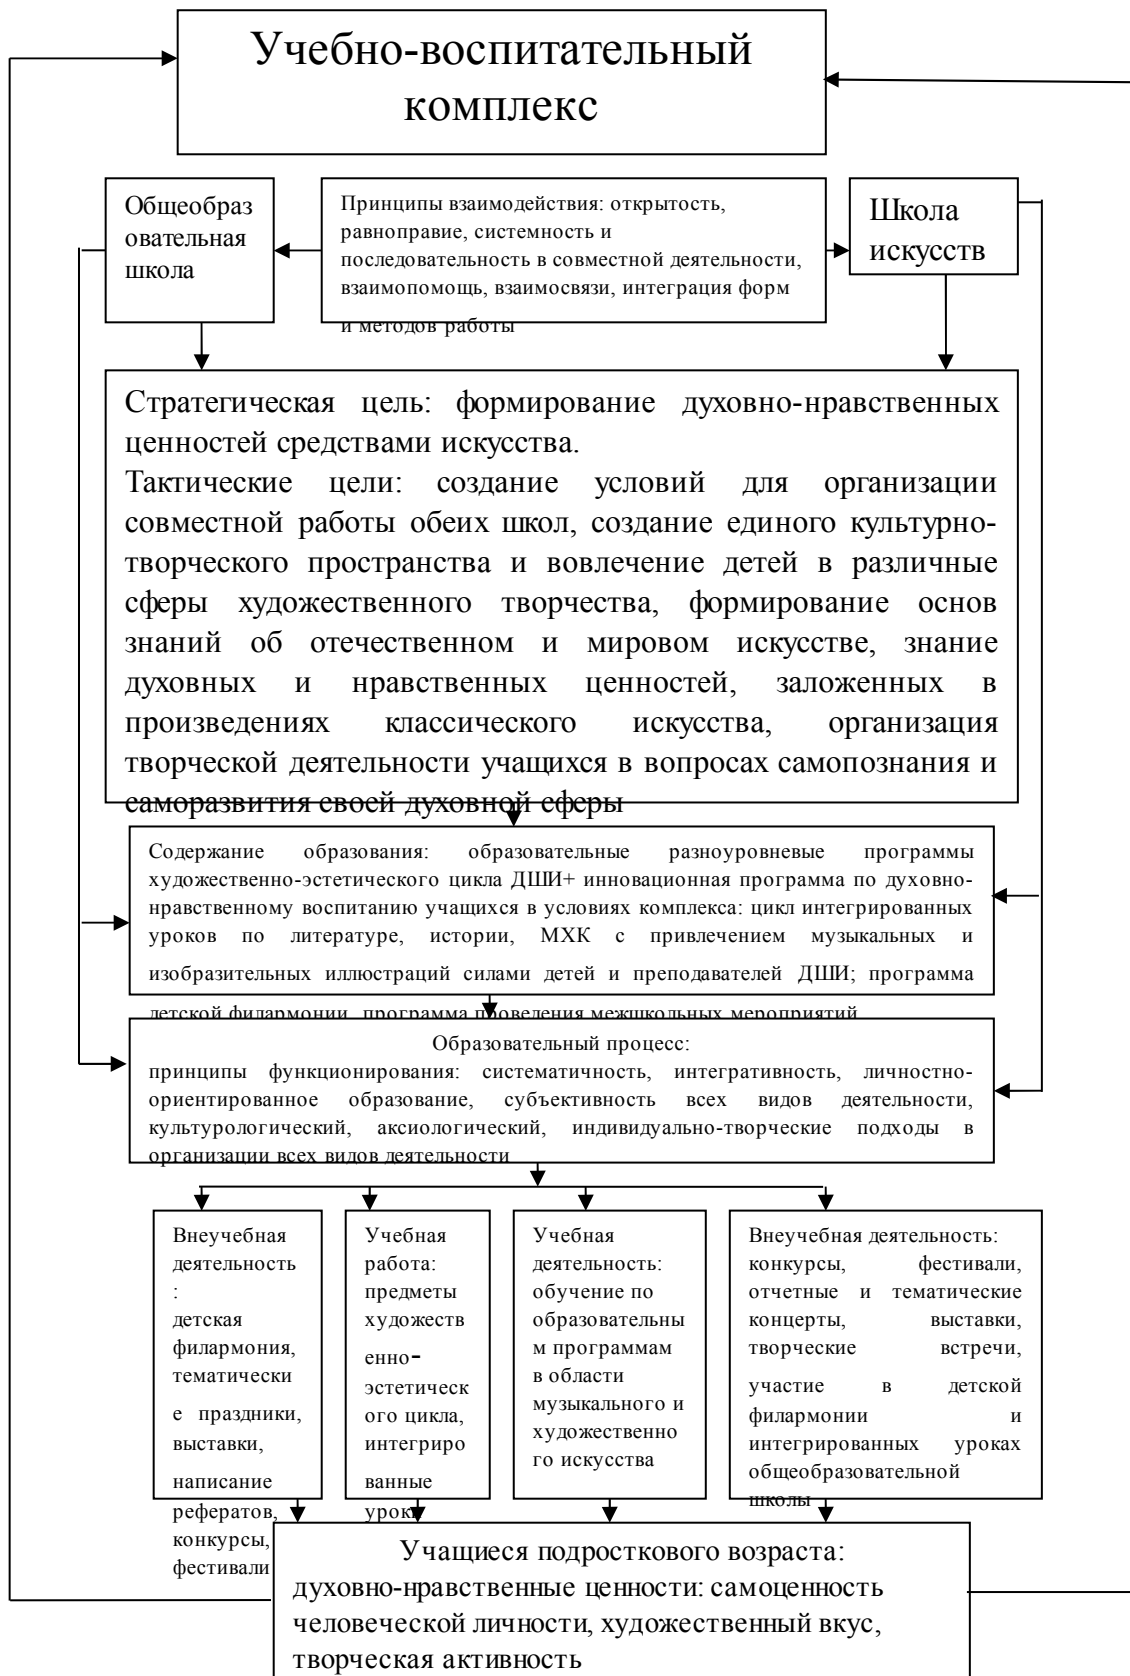 Учебно-воспитательный
комплекс
Общеобраз
овательная
школа
Принципы взаимодействия: открытость,
равноправие, системность и
последовательность в совместной деятельности,
взаимопомощь, взаимосвязи, интеграция форм
и методов работы
Школа
искусств
Стратегическая цель: формирование духовно-нравственных
ценностей средствами искусства.
Тактические цели: создание условий для организации
совместной работы обеих школ, создание единого культурно-
творческого пространства и вовлечение детей в различные
сферы художественного творчества, формирование основ
знаний об отечественном и мировом искусстве, знание
духовных и нравственных ценностей, заложенных в
произведениях классического искусства, организация
творческой деятельности учащихся в вопросах самопознания и
саморазвития своей духовной сферы
Содержание образования: образовательные разноуровневые программы
художественно-эстетического цикла ДШИ+ инновационная программа по духовно-
нравственному воспитанию учащихся в условиях комплекса: цикл интегрированных
уроков по литературе, истории, МХК с привлечением музыкальных и
изобразительных иллюстраций силами детей и преподавателей ДШИ; программа
детской филармонии, программа проведения межшкольных мероприятий
Образовательный процесс:
принципы функционирования: систематичность, интегративность, личностно-
ориентированное образование, субъективность всех видов деятельности,
культурологический, аксиологический, индивидуально-творческие подходы в
организации всех видов деятельности
Внеучебная
деятельность
:
детская
филармония,
тематически
е праздники,
выставки,
написание
рефератов,
конкурсы,
фестивали
Учебная
работа:
предметы
художеств
енно-
эстетическ
ого цикла,
интегриро
ванные
уроки
Учебная
деятельность:
обучение по
образовательны
м программам
в области
музыкального и
художественно
го искусства
Внеучебная деятельность:
конкурсы, фестивали,
отчетные и тематические
концерты, выставки,
творческие встречи,
участие в детской
филармонии и
интегрированных уроках
общеобразовательной
школы
Учащиеся подросткового возраста:
духовно-нравственные ценности: самоценность
человеческой личности, художественный вкус,
творческая активность